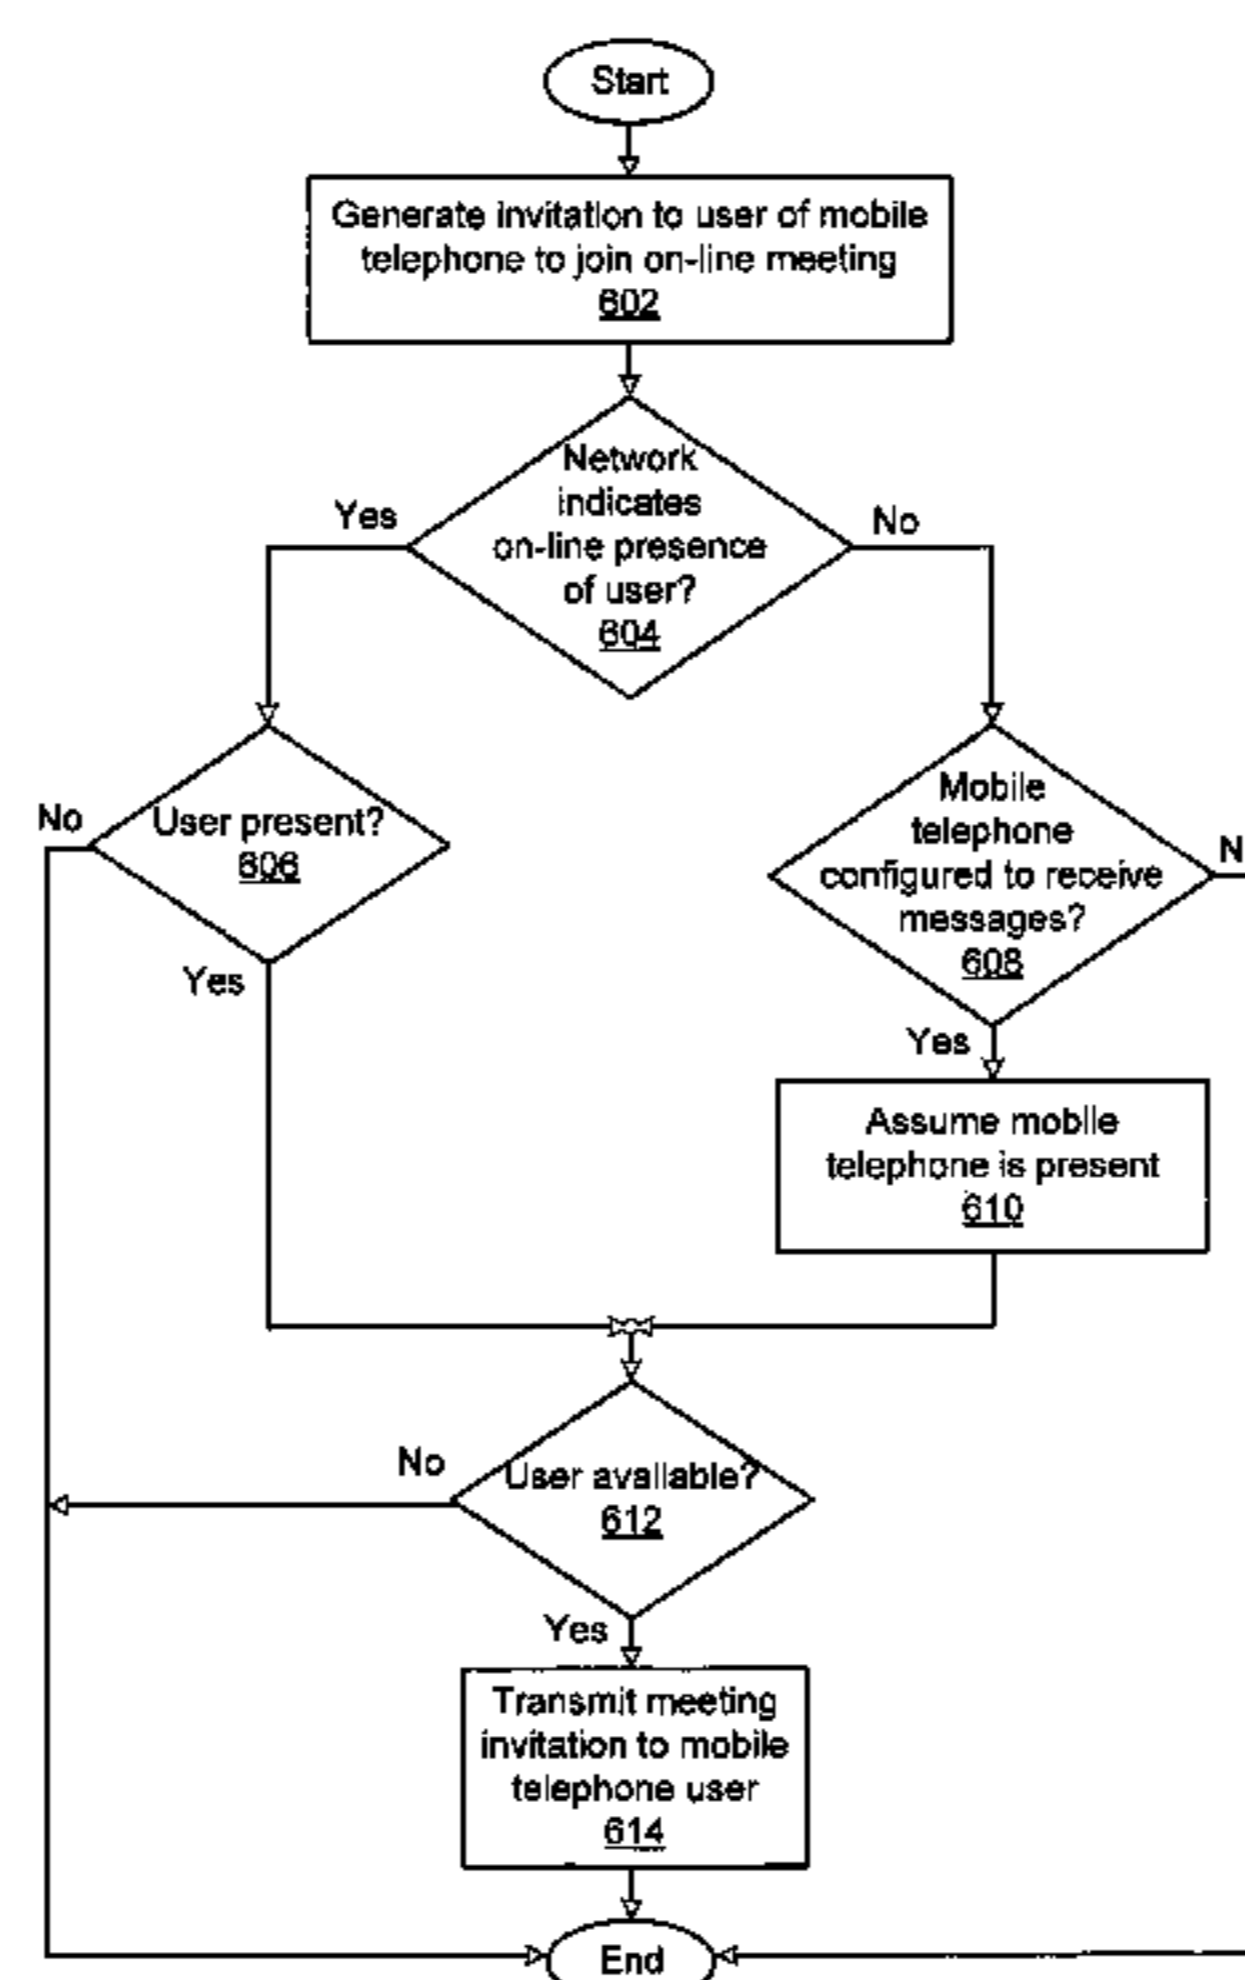 Start
Generate invitation to user of mobile
telephone to join on-line meeting
602
Network
indicates
on-line presence
of user?
604
Yes
No
User present?
606
No
Yes
Mobile
telephone
configured to receive
messages?
608
N
Yes
Assume mobile
telephone is present
610
User available?
612
No
Yes
Transmit meeting
invitation to mobile
telephone user
614
End